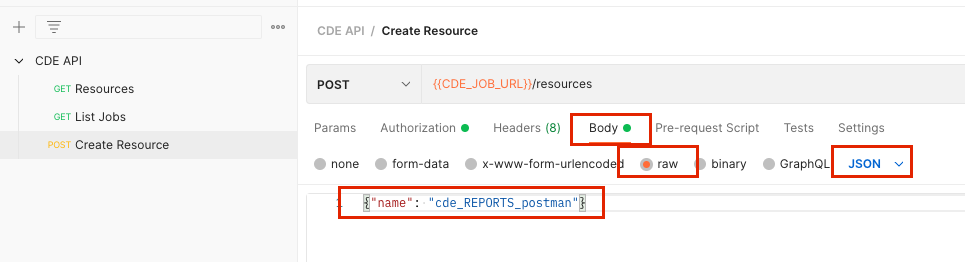 CDE API / Create Resource
CDE API
GET Resources
GET List Jobs
POST Create Resource
POST {{CDE_JOB_URL}}/resources
Params Authorization Headers (8) Body Pre-request Script Tests Settings
none form-data x-www-form-urlencoded raw binary GraphQL JSON
1 {"name": "cde_REPORTS_postman"}